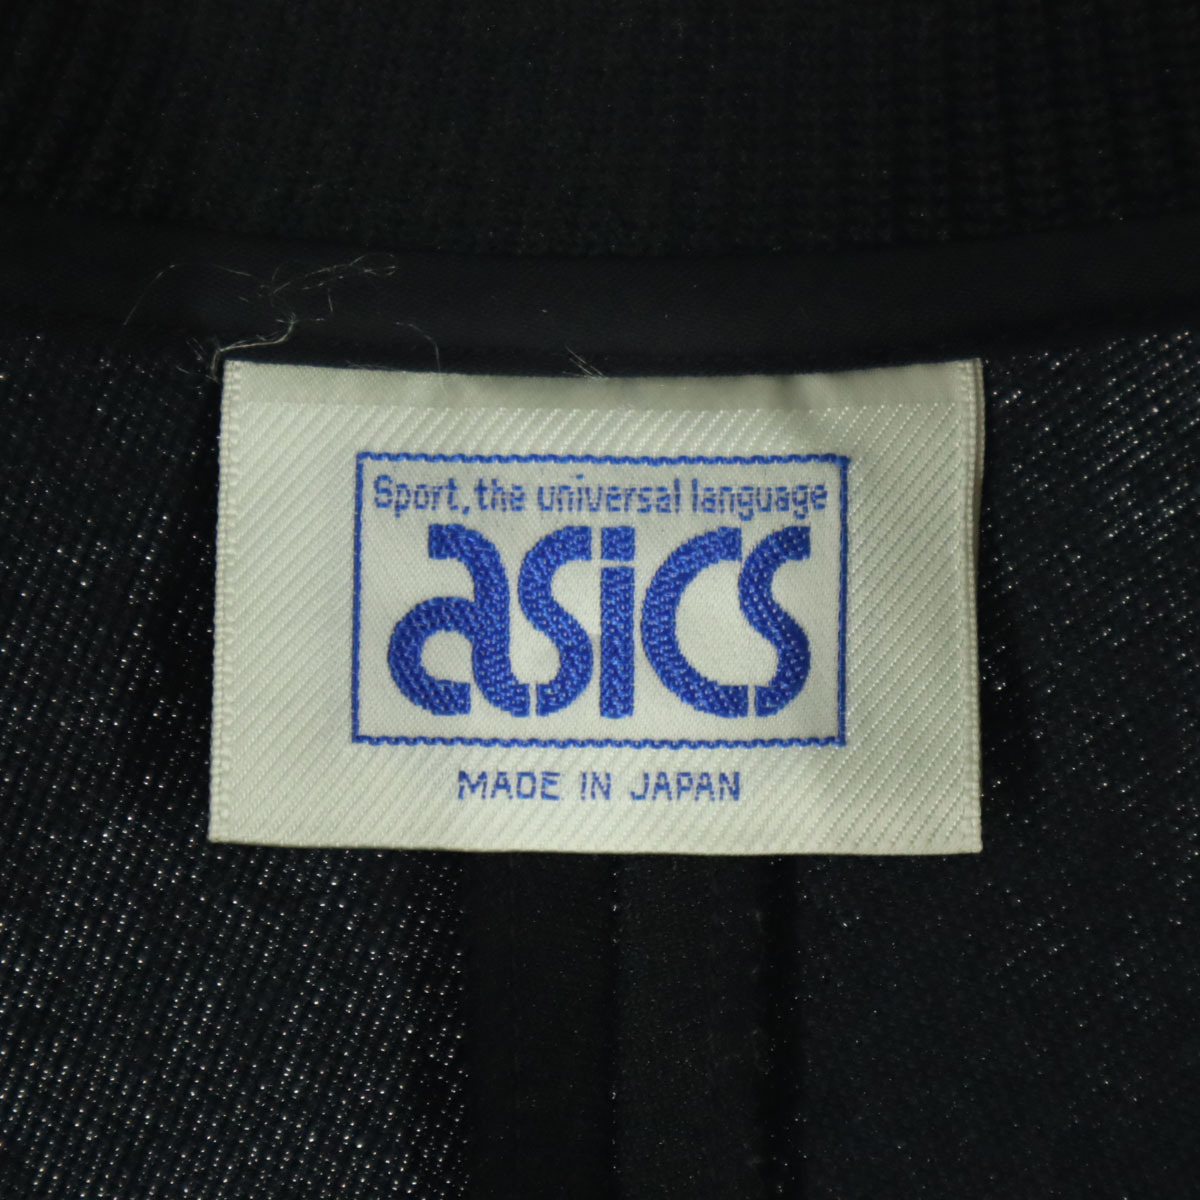 Sport, the universal language
asics
MADE IN JAPAN